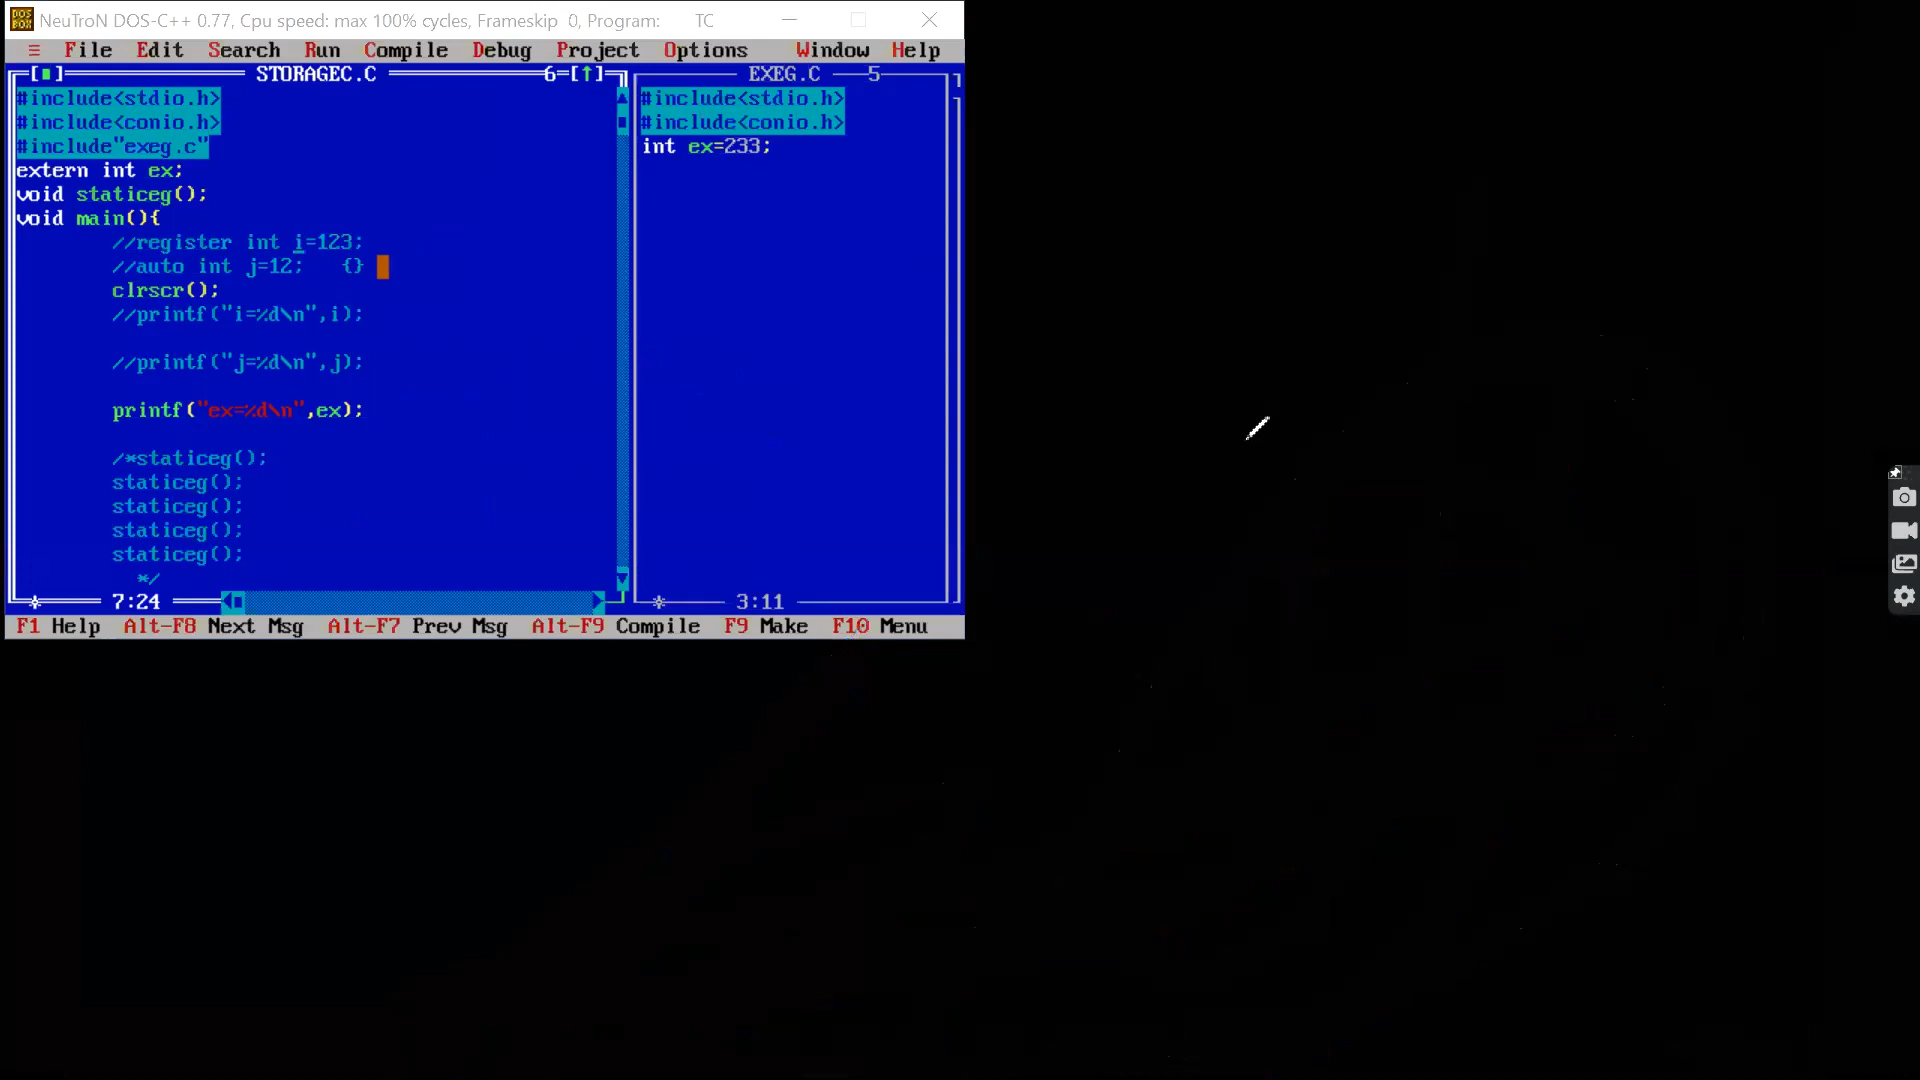 NeuTroN DOS-C++ 0.77, Cpu speed: max 100% cycles, Frameskip 0, Program: TC
≡ File Edit Search Run Compile Debug Project Options Window Help
STORAGEC.C 6=[↑]
#include<stdio.h>
#include<conio.h>
#include"exeg.c"
extern int ex;
void staticeg();
void main(){
//register int i=123;
//auto int j=12; {}
clrscr();
//printf("i=%d\n",i);
//printf("j=%d\n",j);
printf("ex=%d\n",ex);
/*staticeg();
staticeg();
staticeg();
staticeg();
staticeg();
*/
7:24
EXEG.C 5
#include<stdio.h>
#include<conio.h>
int ex=233;
3:11
F1 Help Alt-F8 Next Msg Alt-F7 Prev Msg Alt-F9 Compile F9 Make F10 Menu